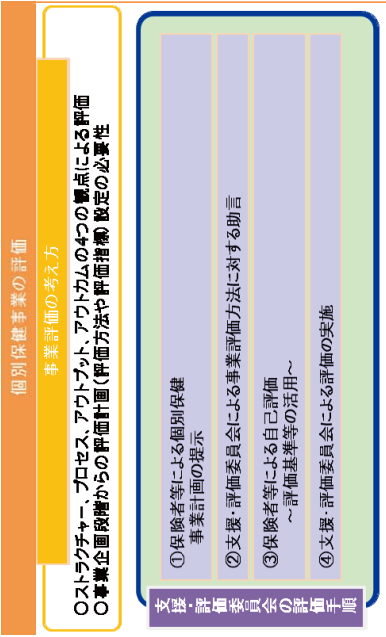 個別保健事業の評価
事業評価の考え方
○ストラクチャー、プロセス、アウトプット、アウトカムの4つの観点による評価
○事業企画段階からの評価計画(評価方法や評価指標)設定の必要性
支援・評価委員会の評価手順
①保険者等による個別保健
事業計画の提示
②支援・評価委員会による事業評価方法に対する助言
③保険者等による自己評価
～評価基準等の活用～
④支援・評価委員会による評価の実施